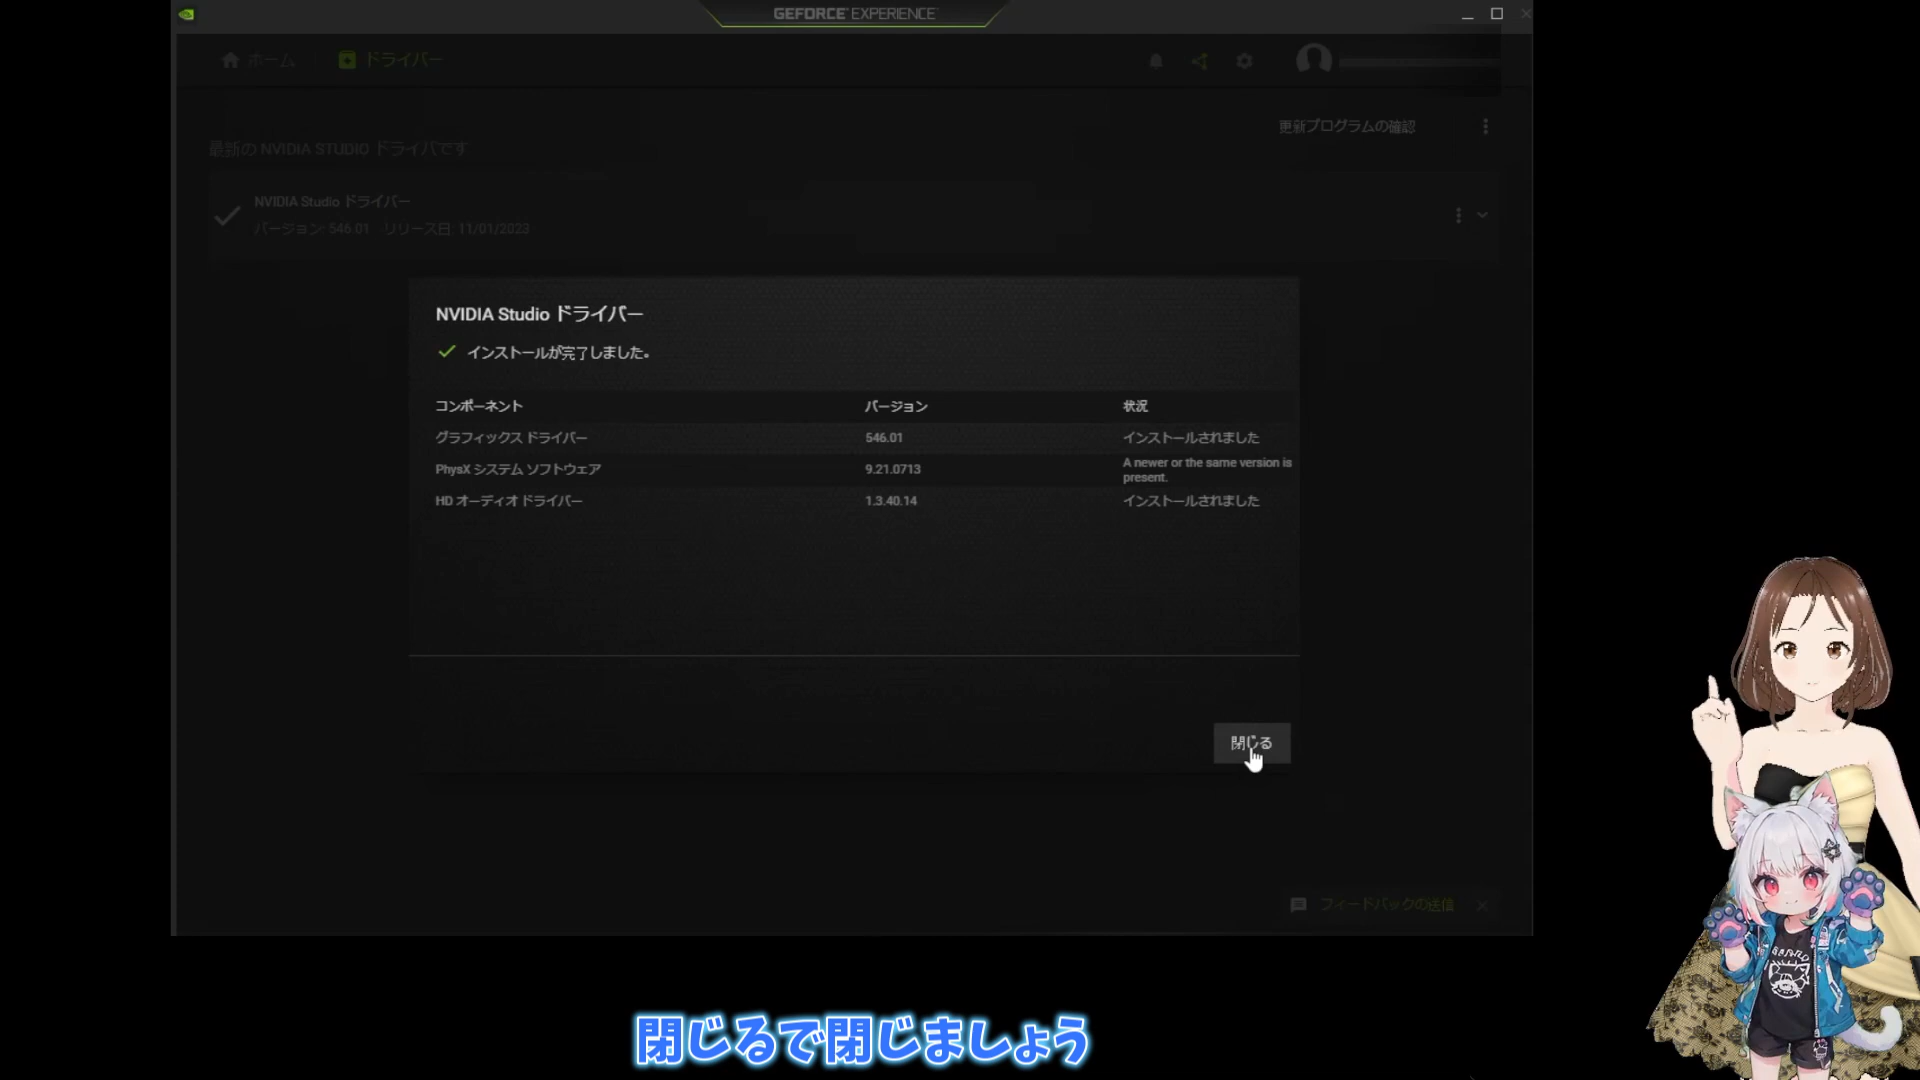 GEFORCE EXPERIENCE
ホーム
ドライバー
更新プログラムの確認
最新の NVIDIA STUDIO ドライバです
NVIDIA Studio ドライバー
バージョン: 546.01 リリース日: 11/01/2023
NVIDIA Studio ドライバー
インストールが完了しました。
コンポーネント バージョン 状況
グラフィックス ドライバー 546.01 インストールされました
PhysX システム ソフトウェア 9.21.0713 A newer or the same version is
present.
HD オーディオ ドライバー 1.3.40.14 インストールされました
閉じる
フィードバックの送信
閉じるで閉じましょう